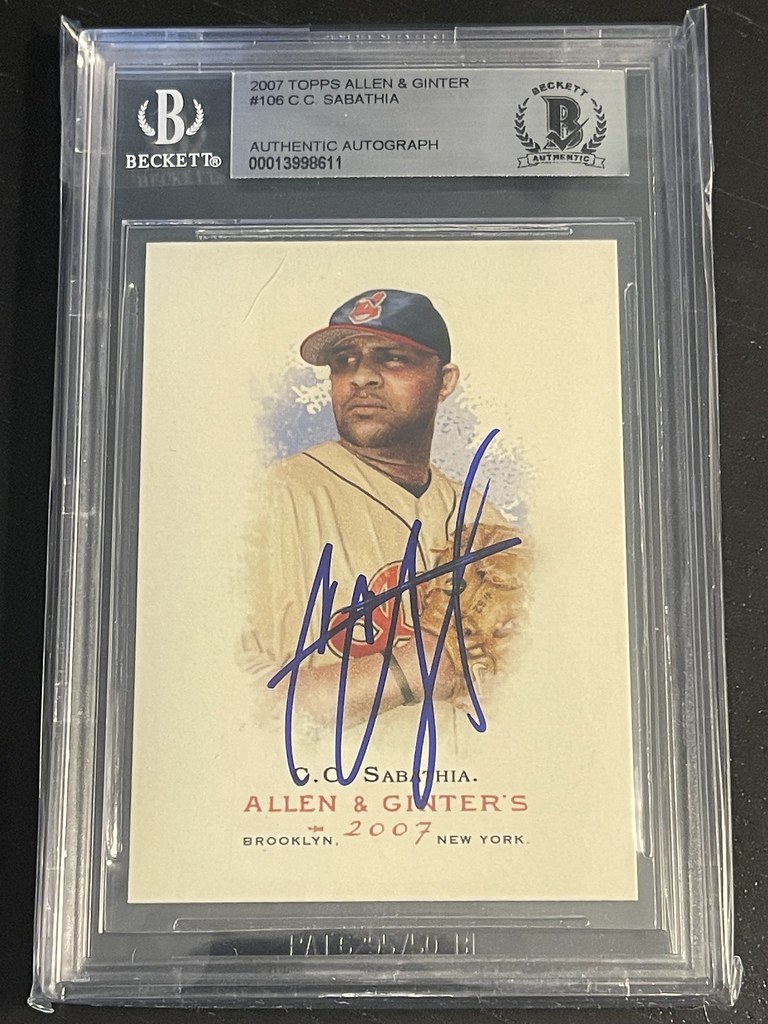 2007 TOPPS ALLEN & GINTER
#106 C.C. SABATHIA
AUTHENTIC AUTOGRAPH
00013998611
B
BECKETT®
BECKETT
B
AUTHENTIC
C.C. SABATHIA.
ALLEN & GINTER'S
2007
BROOKLYN, NEW YORK.